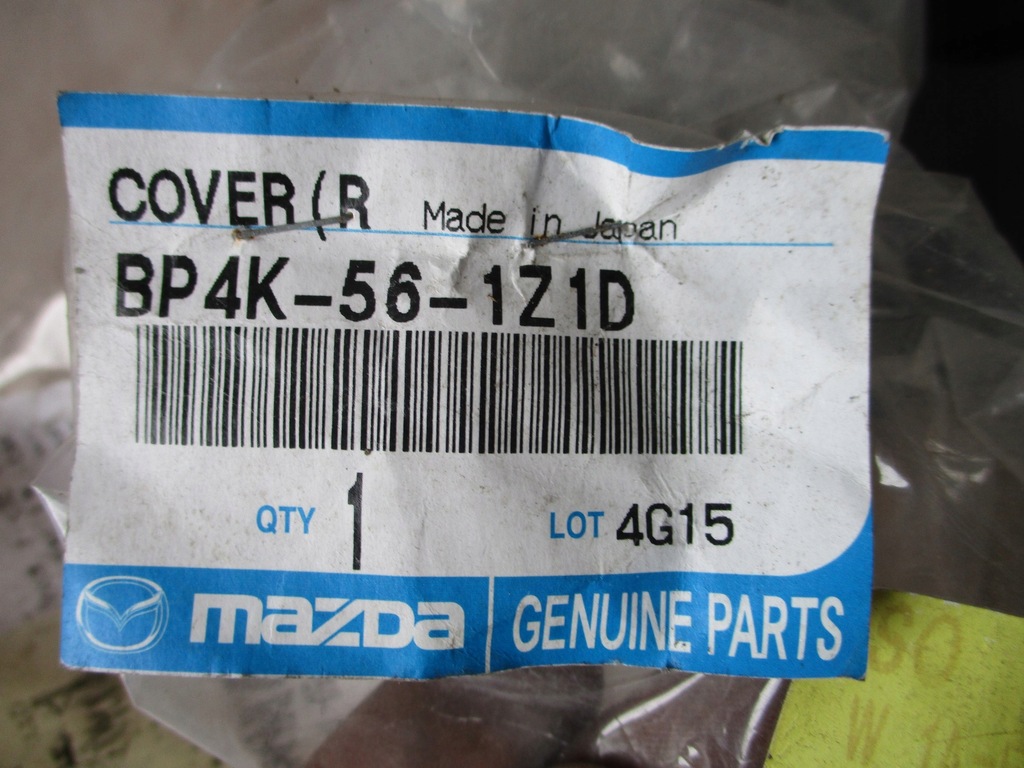 COVER(R Made in Japan
BP4K-56-1Z1D
QTY 1 LOT 4G15
mazda GENUINE PARTS